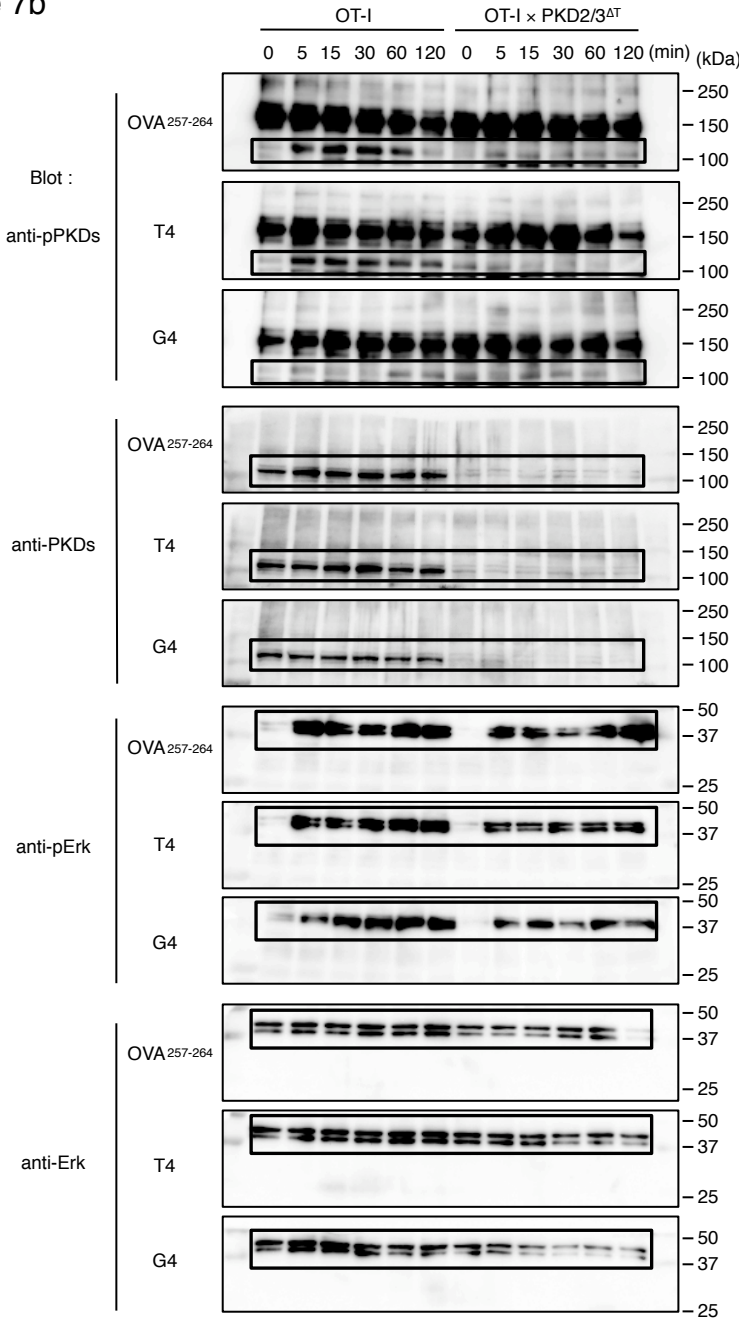 7b
OT-I OT-I × PKD2/3ΔT
0 5 15 30 60 120 0 5 15 30 60 120 (min) (kDa)
Blot :
anti-pPKDs
OVA257-264
250
150
100
T4
250
150
100
G4
250
150
100
anti-PKDs
OVA257-264
250
150
100
T4
250
150
100
G4
250
150
100
anti-pErk
OVA257-264
50
37
25
T4
50
37
25
G4
50
37
25
anti-Erk
OVA257-264
50
37
25
T4
50
37
25
G4
50
37
25